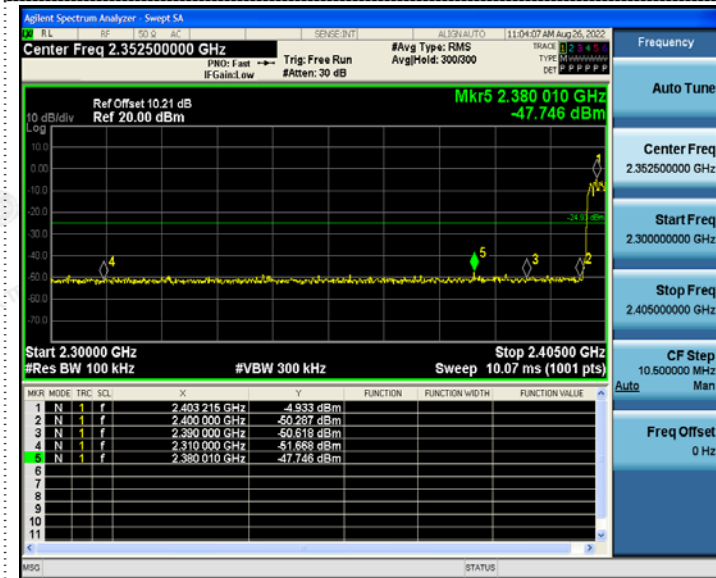 Agilent Spectrum Analyzer - Swept SA
RL RF 50 Ω AC SENSE:INT ALIGNAUTO 11:04:07 AM Aug 26, 2022
Center Freq 2.352500000 GHz
PNO: Fast
IFGain:Low
Trig: Free Run
#Atten: 30 dB
#Avg Type: RMS
Avg|Hold: 300/300
TRACE 1 2 3 4 5 6
TYPE M
DET P P P P P P
Frequency
Auto Tune
Mkr5 2.380 010 GHz
-47.746 dBm
Ref Offset 10.21 dB
10 dB/div Ref 20.00 dBm
Log
10.0
0.00
-10.0
-20.0
-30.0
-40.0
-50.0
-60.0
-70.0
1
-24.93 dBm
4
5
3
2
Center Freq
2.352500000 GHz
Start Freq
2.300000000 GHz
Stop Freq
2.405000000 GHz
Start 2.30000 GHz Stop 2.40500 GHz
#Res BW 100 kHz #VBW 300 kHz Sweep 10.07 ms (1001 pts)
CF Step
10.500000 MHz
Auto Man
Freq Offset
0 Hz
MKR MODE TRC SCL X Y FUNCTION FUNCTION WIDTH FUNCTION VALUE
1 N 1 f 2.403 215 GHz -4.933 dBm
2 N 1 f 2.400 000 GHz -50.287 dBm
3 N 1 f 2.390 000 GHz -50.618 dBm
4 N 1 f 2.310 000 GHz -51.668 dBm
5 N 1 f 2.380 010 GHz -47.746 dBm
6
7
8
9
10
11
MSG STATUS